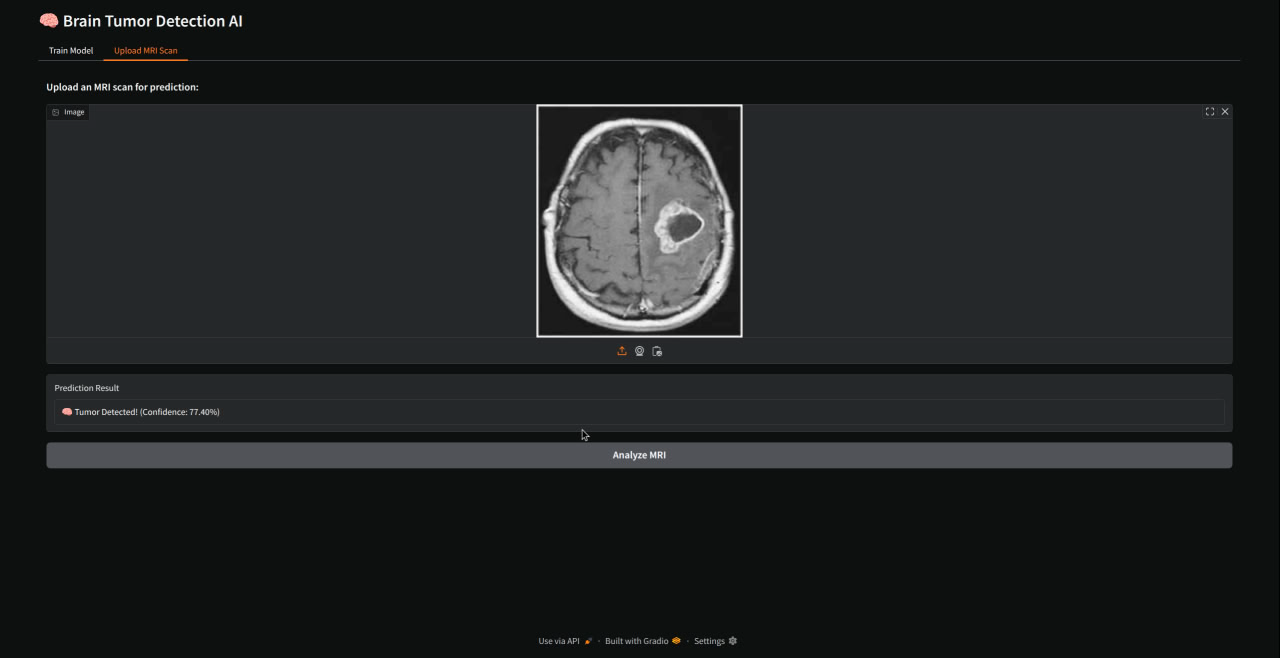 🧠 Brain Tumor Detection AI
Train Model Upload MRI Scan
Upload an MRI scan for prediction:
Image
Prediction Result
🧠 Tumor Detected! (Confidence: 77.40%)
Analyze MRI
Use via API 🚀 · Built with Gradio · Settings